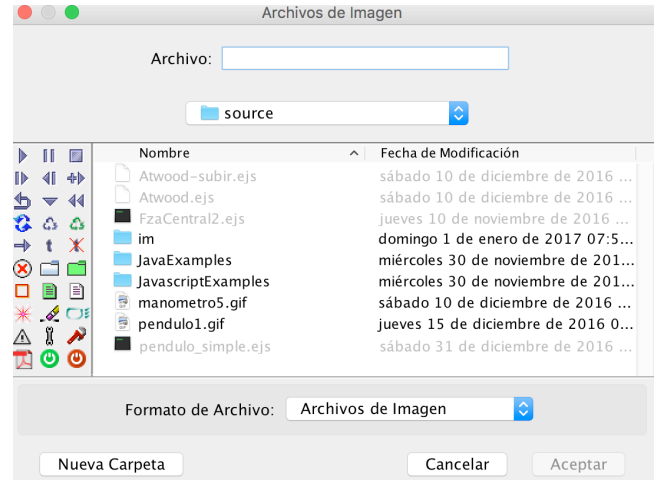 Archivos de Imagen
Archivo:
source
Nombre Fecha de Modificación
Atwood-subir.ejs sábado 10 de diciembre de 2016 ...
Atwood.ejs sábado 10 de diciembre de 2016 ...
FzaCentral2.ejs jueves 10 de noviembre de 2016 ...
im domingo 1 de enero de 2017 07:5...
JavaExamples miércoles 30 de noviembre de 201...
JavascriptExamples miércoles 30 de noviembre de 201...
manometro5.gif sábado 10 de diciembre de 2016 ...
pendulo1.gif jueves 15 de diciembre de 2016 0...
pendulo_simple.ejs sábado 31 de diciembre de 2016 ...
Formato de Archivo: Archivos de Imagen
Nueva Carpeta Cancelar Aceptar